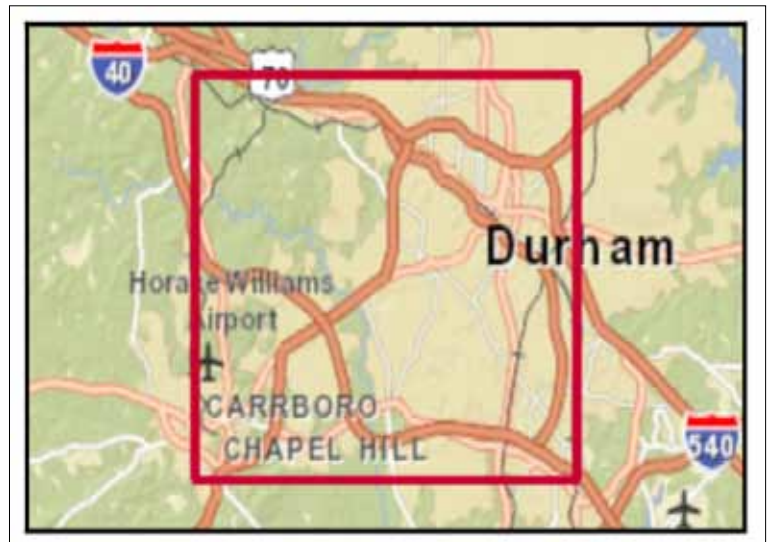 40
70
Durham
Horace Williams
Airport
CARRBORO
CHAPEL HILL
540